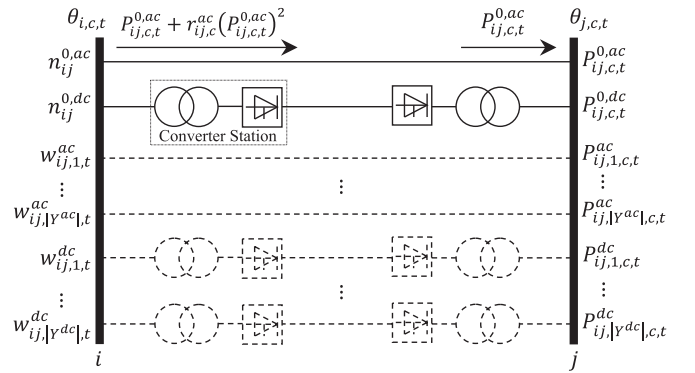 θ_{i,c,t} P^{0,ac}_{ij,c,t} + r^{ac}_{ij,c}(P^{0,ac}_{ij,c,t})^2 P^{0,ac}_{ij,c,t} θ_{j,c,t}
n^{0,ac}_{ij} P^{0,ac}_{ij,c,t}
n^{0,dc}_{ij} P^{0,dc}_{ij,c,t}
Converter Station
w^{ac}_{ij,1,t} P^{ac}_{ij,1,c,t}
⋮ ⋮ ⋮
w^{ac}_{ij,|Y^{ac}|,t} P^{ac}_{ij,|Y^{ac}|,c,t}
w^{dc}_{ij,1,t} P^{dc}_{ij,1,c,t}
⋮ ⋮ ⋮
w^{dc}_{ij,|Y^{dc}|,t} P^{dc}_{ij,|Y^{dc}|,c,t}
i j